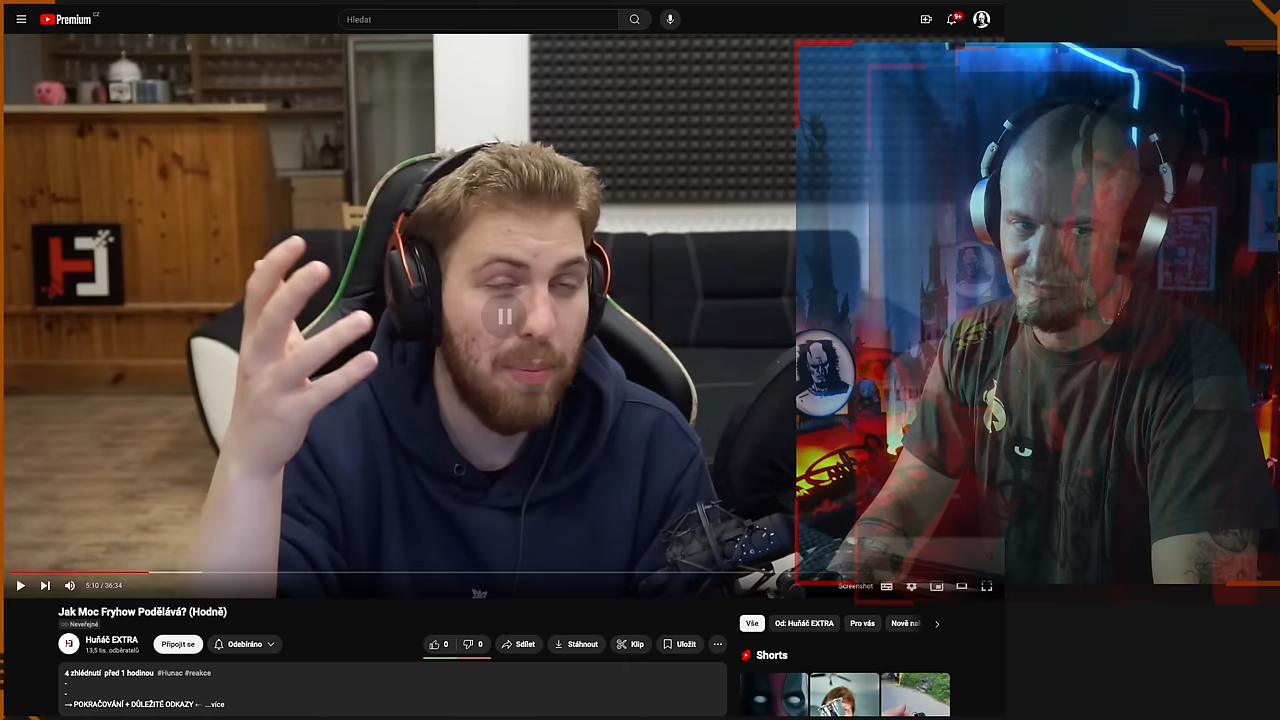 Premium CZ
Hledat
9+
5:10 / 36:34
Screenshot
Jak Moc Fryhow Podělává? (Hodně)
Neveřejné
Huňáč EXTRA
13,5 tis. odběratelů
Připojit se
Odebíráno
0
0
Sdílet
Stáhnout
Klip
Uložit
4 zhlédnutí před 1 hodinou #Hunac #reakce
-
-
→ POKRAČOVÁNÍ + DŮLEŽITÉ ODKAZY ← ...více
Vše
Od: Huňáč EXTRA
Pro vás
Nově na
Shorts